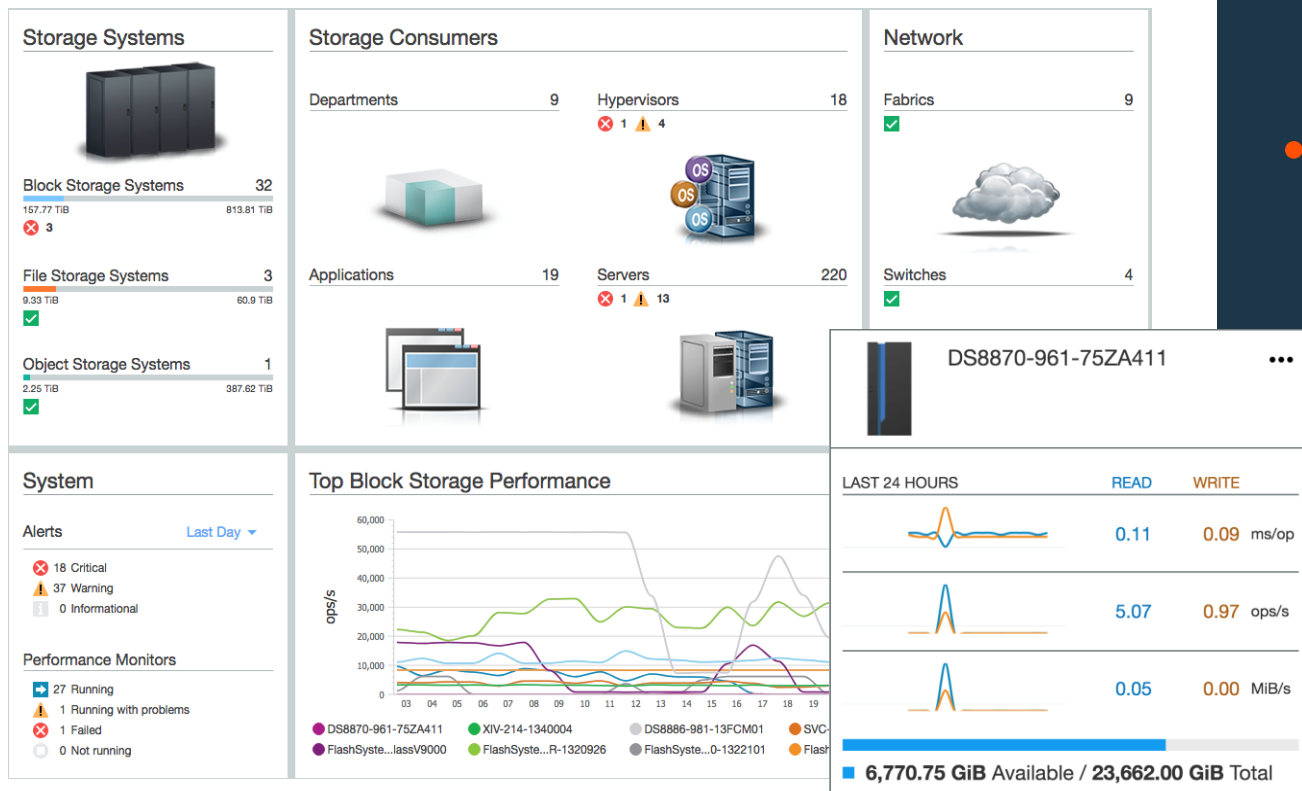 Storage Systems
Block Storage Systems 32
157.77 TiB 813.81 TiB
3
File Storage Systems 3
9.33 TiB 60.9 TiB
Object Storage Systems 1
2.25 TiB 387.62 TiB
Storage Consumers
Departments 9
Hypervisors 18
1 4
OS
OS
OS
Applications 19
Servers 220
1 13
Network
Fabrics 9
Switches 4
System
Alerts Last Day
18 Critical
37 Warning
0 Informational
Performance Monitors
27 Running
1 Running with problems
1 Failed
0 Not running
Top Block Storage Performance
60,000
50,000
40,000
30,000
20,000
10,000
0
ops/s
03 04 05 06 07 08 09 10 11 12 13 14 15 16 17 18 19
DS8870-961-75ZA411 XIV-214-1340004 DS8886-981-13FCM01 SVC-
FlashSyste...lassV9000 FlashSyste...R-1320926 FlashSyste...0-1322101 Flash
DS8870-961-75ZA411
LAST 24 HOURS READ WRITE
0.11 0.09 ms/op
5.07 0.97 ops/s
0.05 0.00 MiB/s
6,770.75 GiB Available / 23,662.00 GiB Total